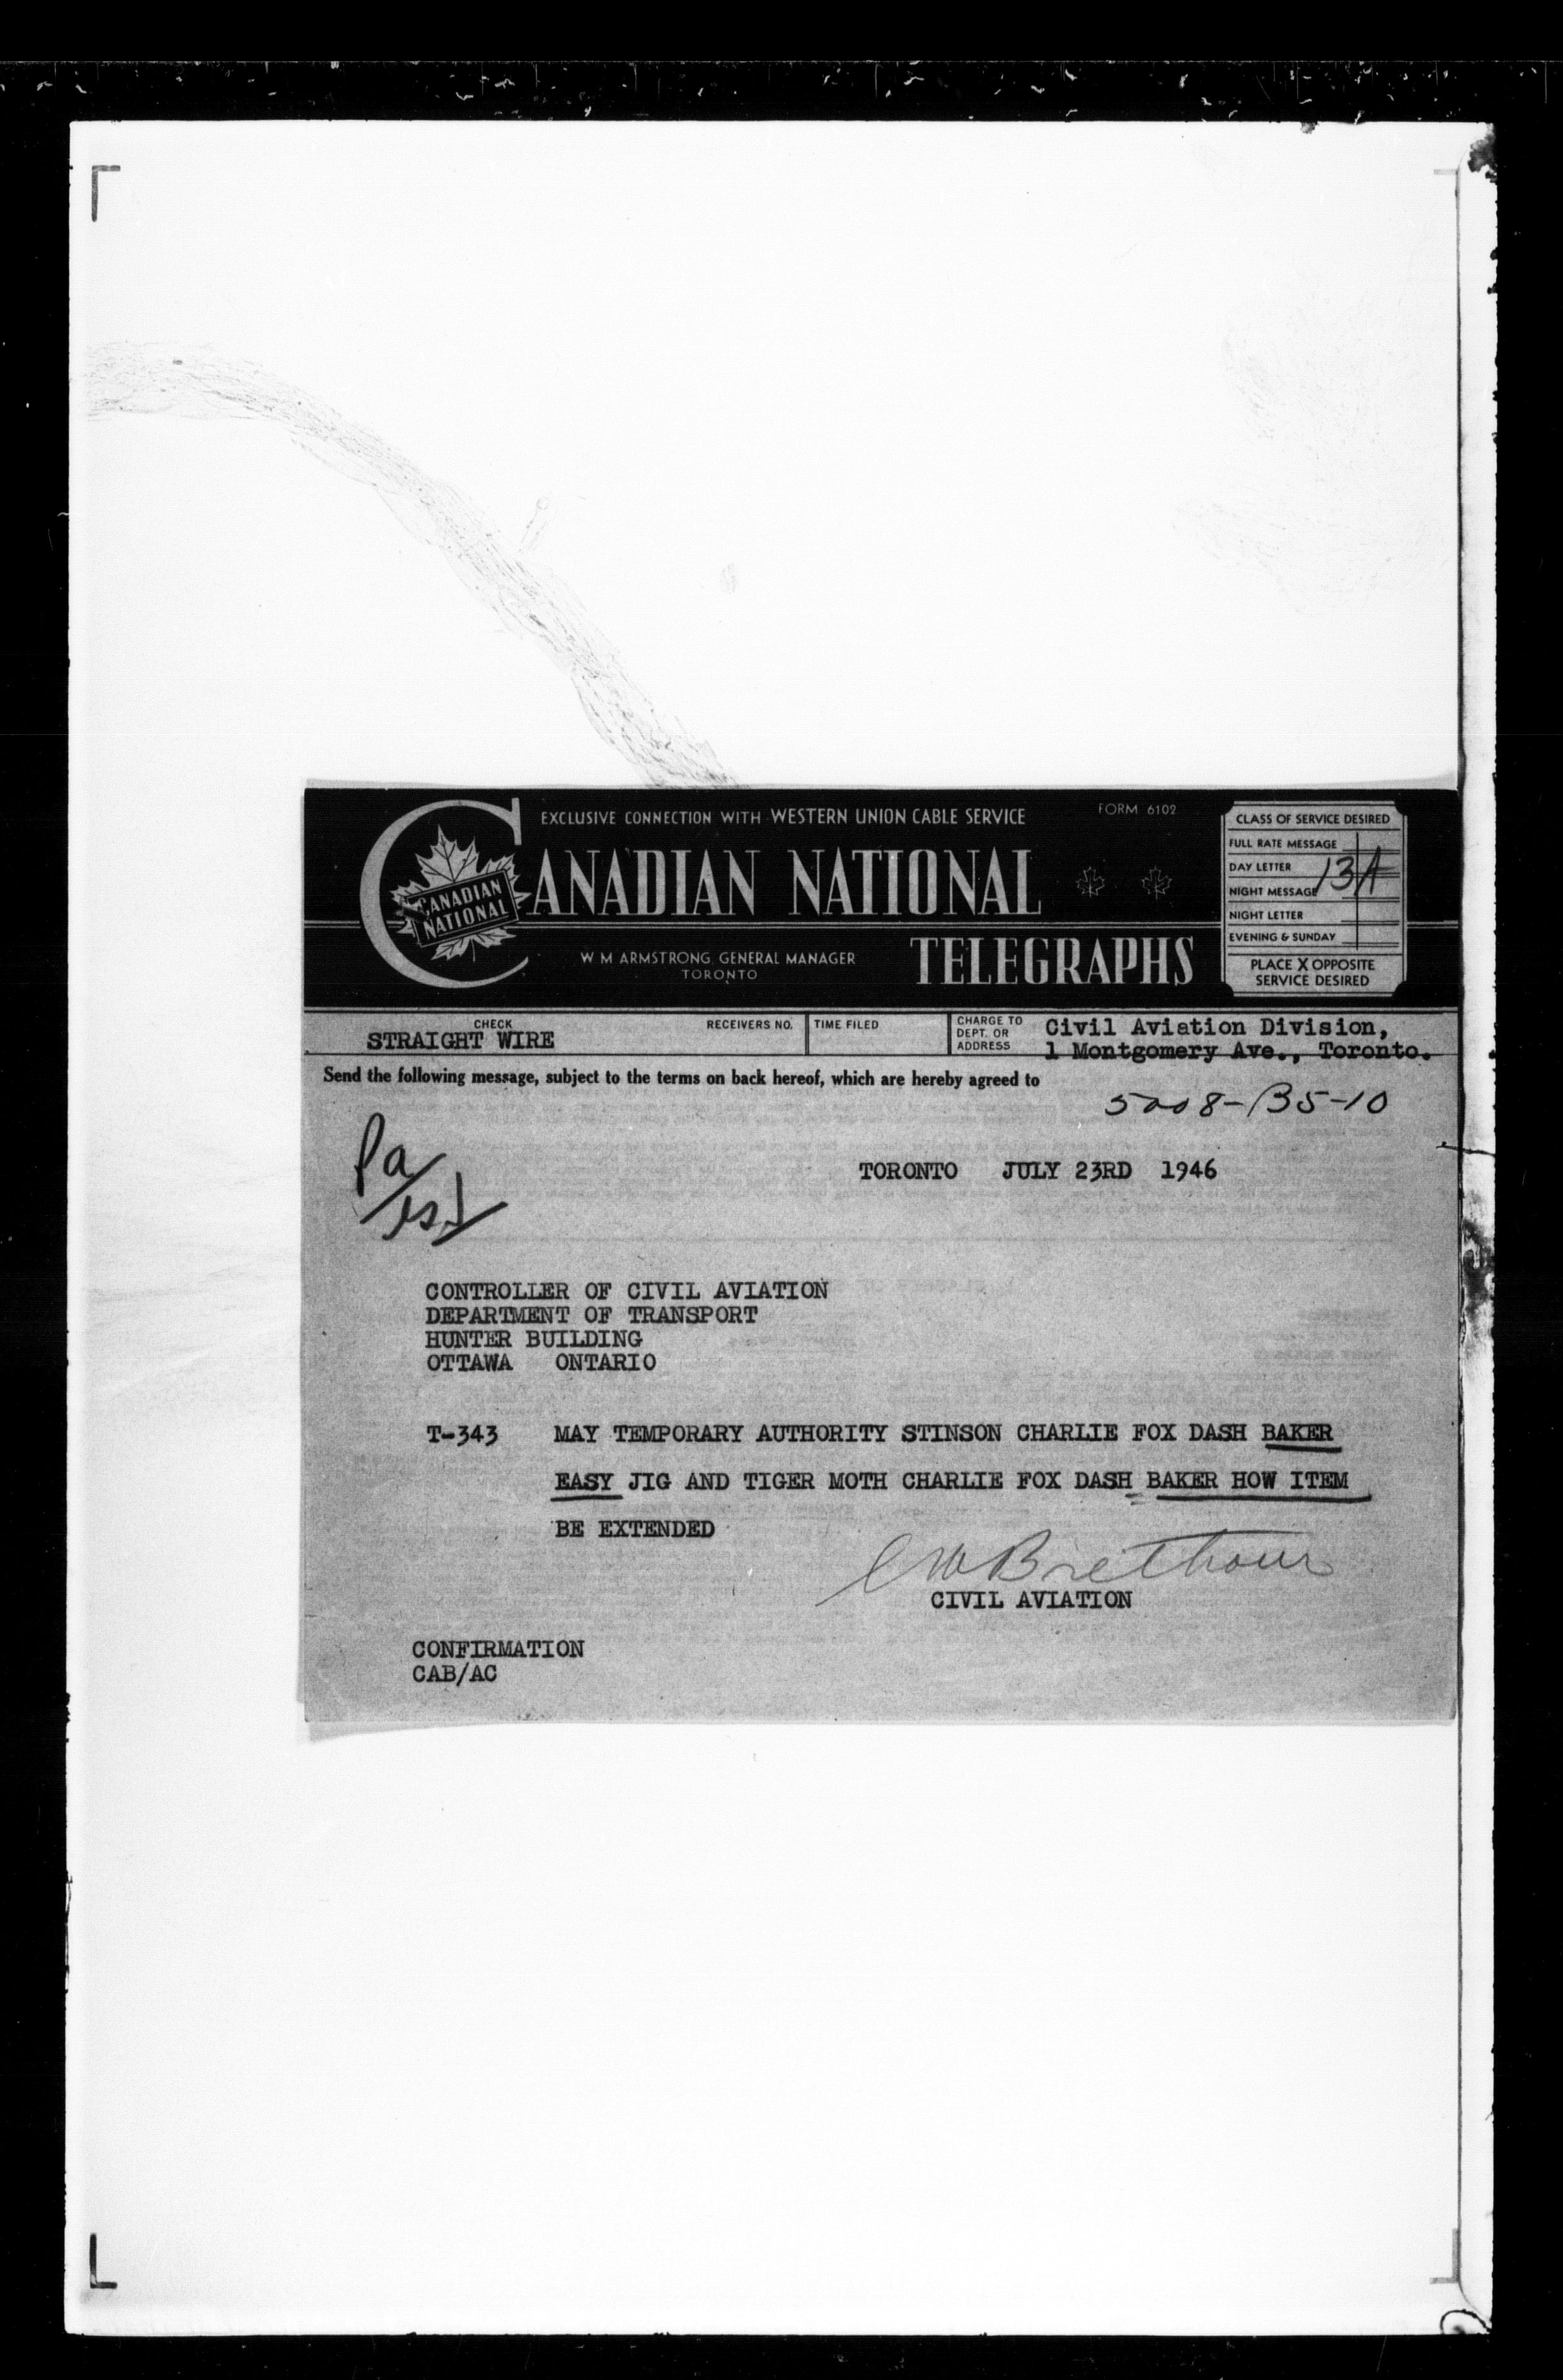 EXCLUSIVE CONNECTION WITH WESTERN UNION CABLE SERVICE
FORM 6102
CANADIAN NATIONAL
CANADIAN NATIONAL
TELEGRAPHS
W M ARMSTRONG, GENERAL MANAGER
TORONTO
CLASS OF SERVICE DESIRED
FULL RATE MESSAGE
DAY LETTER
13A
NIGHT MESSAGE
NIGHT LETTER
EVENING & SUNDAY
PLACE X OPPOSITE
SERVICE DESIRED
CHECK
STRAIGHT WIRE
RECEIVERS NO.
TIME FILED
CHARGE TO
DEPT. OR
ADDRESS
Civil Aviation Division,
1 Montgomery Ave., Toronto.
Send the following message, subject to the terms on back hereof, which are hereby agreed to
5008-B5-10
Pa
TORONTO JULY 23RD 1946
CONTROLLER OF CIVIL AVIATION
DEPARTMENT OF TRANSPORT
HUNTER BUILDING
OTTAWA ONTARIO
T-343 MAY TEMPORARY AUTHORITY STINSON CHARLIE FOX DASH BAKER
EASY JIG AND TIGER MOTH CHARLIE FOX DASH BAKER HOW ITEM
BE EXTENDED
Brethour
CIVIL AVIATION
CONFIRMATION
CAB/AC